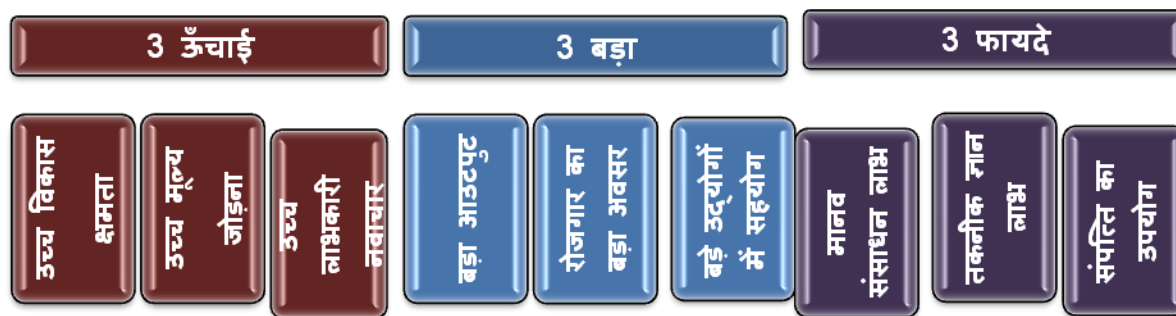 3 ऊँचाई
3 बड़ा
3 फायदे
उच्च विकास
क्षमता
उच्च मूल्य
जोड़ना
उच्च
लाभकारी
नवाचार
बड़ा आउटपुट
रोजगार का
बड़ा अवसर
बड़े उद्योगों
में सहयोग
मानव
संसाधन लाभ
तकनीक ज्ञान
लाभ
संपत्ति का
उपयोग